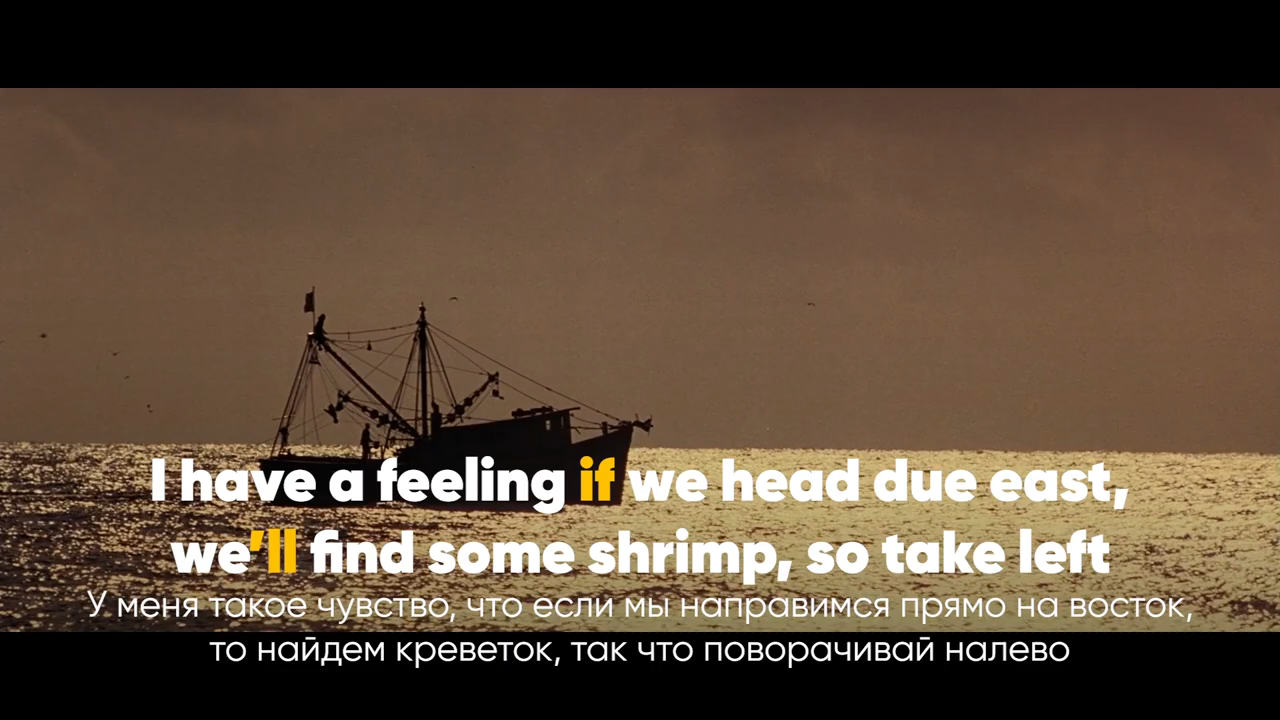 I have a feeling if we head due east,
we’ll find some shrimp, so take left
У меня такое чувство, что если мы направимся прямо на восток,
то найдем креветок, так что поворачивай налево